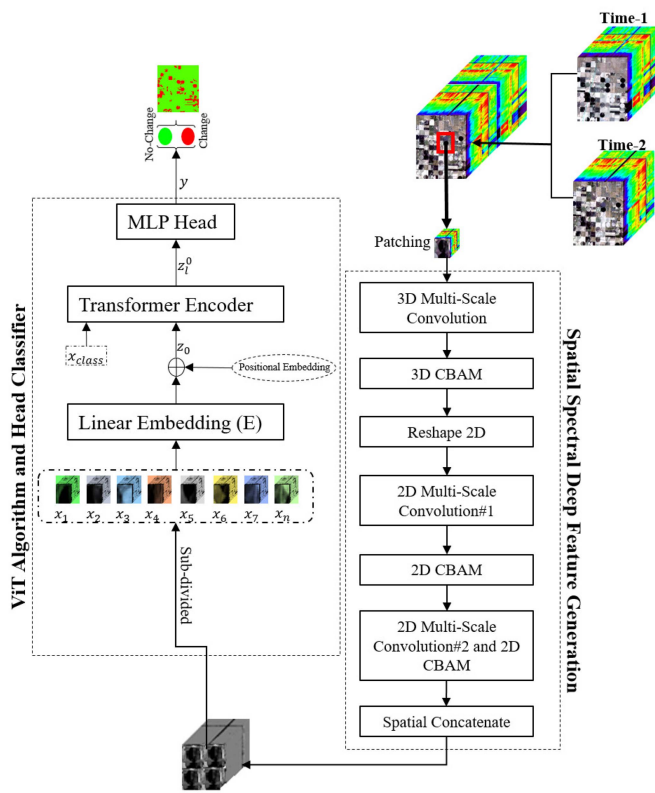 Time-1
Time-2
Patching
3D Multi-Scale
Convolution
3D CBAM
Reshape 2D
2D Multi-Scale
Convolution#1
2D CBAM
2D Multi-Scale
Convolution#2 and 2D
CBAM
Spatial Concatenate
Spatial Spectral Deep Feature Generation
No-Change
Change
y
MLP Head
z_l^0
Transformer Encoder
x_class
z_0
Positional Embedding
Linear Embedding (E)
x_1 x_2 x_3 x_4 x_5 x_6 x_7 x_n
Sub-divided
ViT Algorithm and Head Classifier